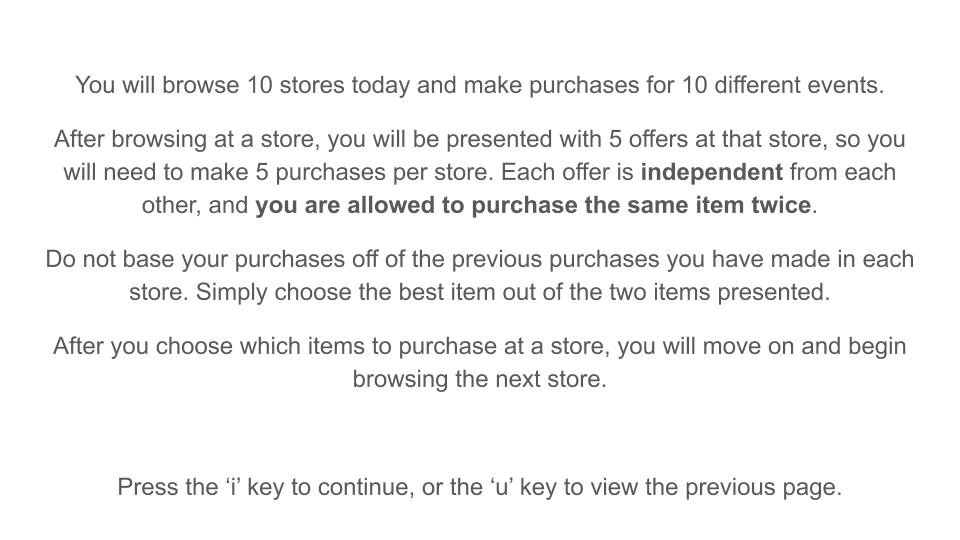 You will browse 10 stores today and make purchases for 10 different events.
After browsing at a store, you will be presented with 5 offers at that store, so you
will need to make 5 purchases per store. Each offer is independent from each
other, and you are allowed to purchase the same item twice.
Do not base your purchases off of the previous purchases you have made in each
store. Simply choose the best item out of the two items presented.
After you choose which items to purchase at a store, you will move on and begin
browsing the next store.
Press the ‘i’ key to continue, or the ‘u’ key to view the previous page.